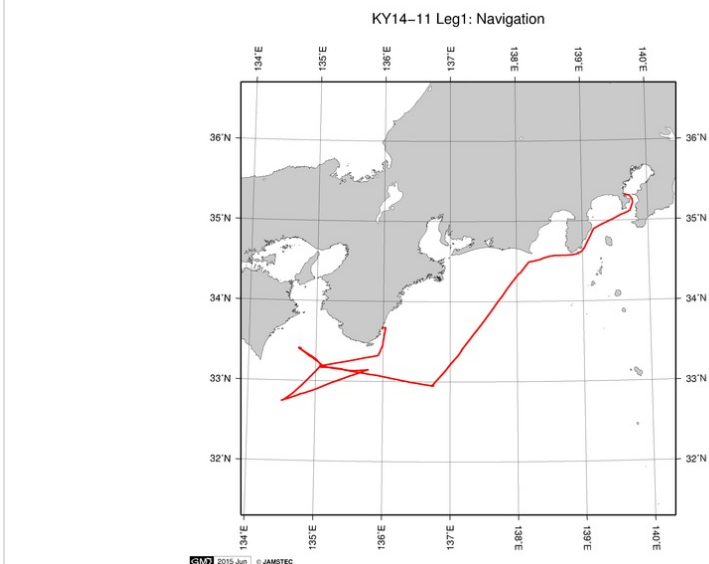 KY14–11 Leg1: Navigation
134˚E 135˚E 136˚E 137˚E 138˚E 139˚E 140˚E
36˚N 36˚N
35˚N 35˚N
34˚N 34˚N
33˚N 33˚N
32˚N 32˚N
134˚E 135˚E 136˚E 137˚E 138˚E 139˚E 140˚E
GMD 2015 Jun © JAMSTEC